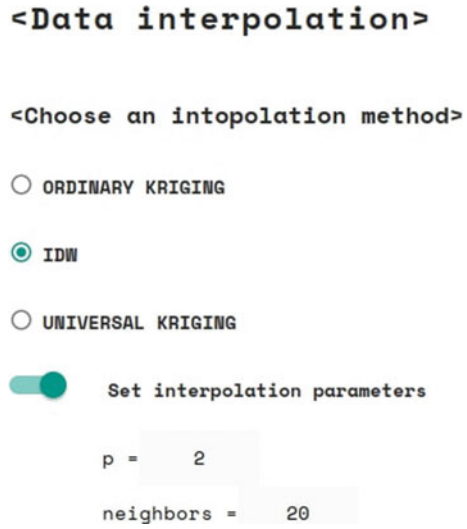 <Data interpolation>
<Choose an intopolation method>
ORDINARY KRIGING
IDW
UNIVERSAL KRIGING
Set interpolation parameters
p = 2
neighbors = 20